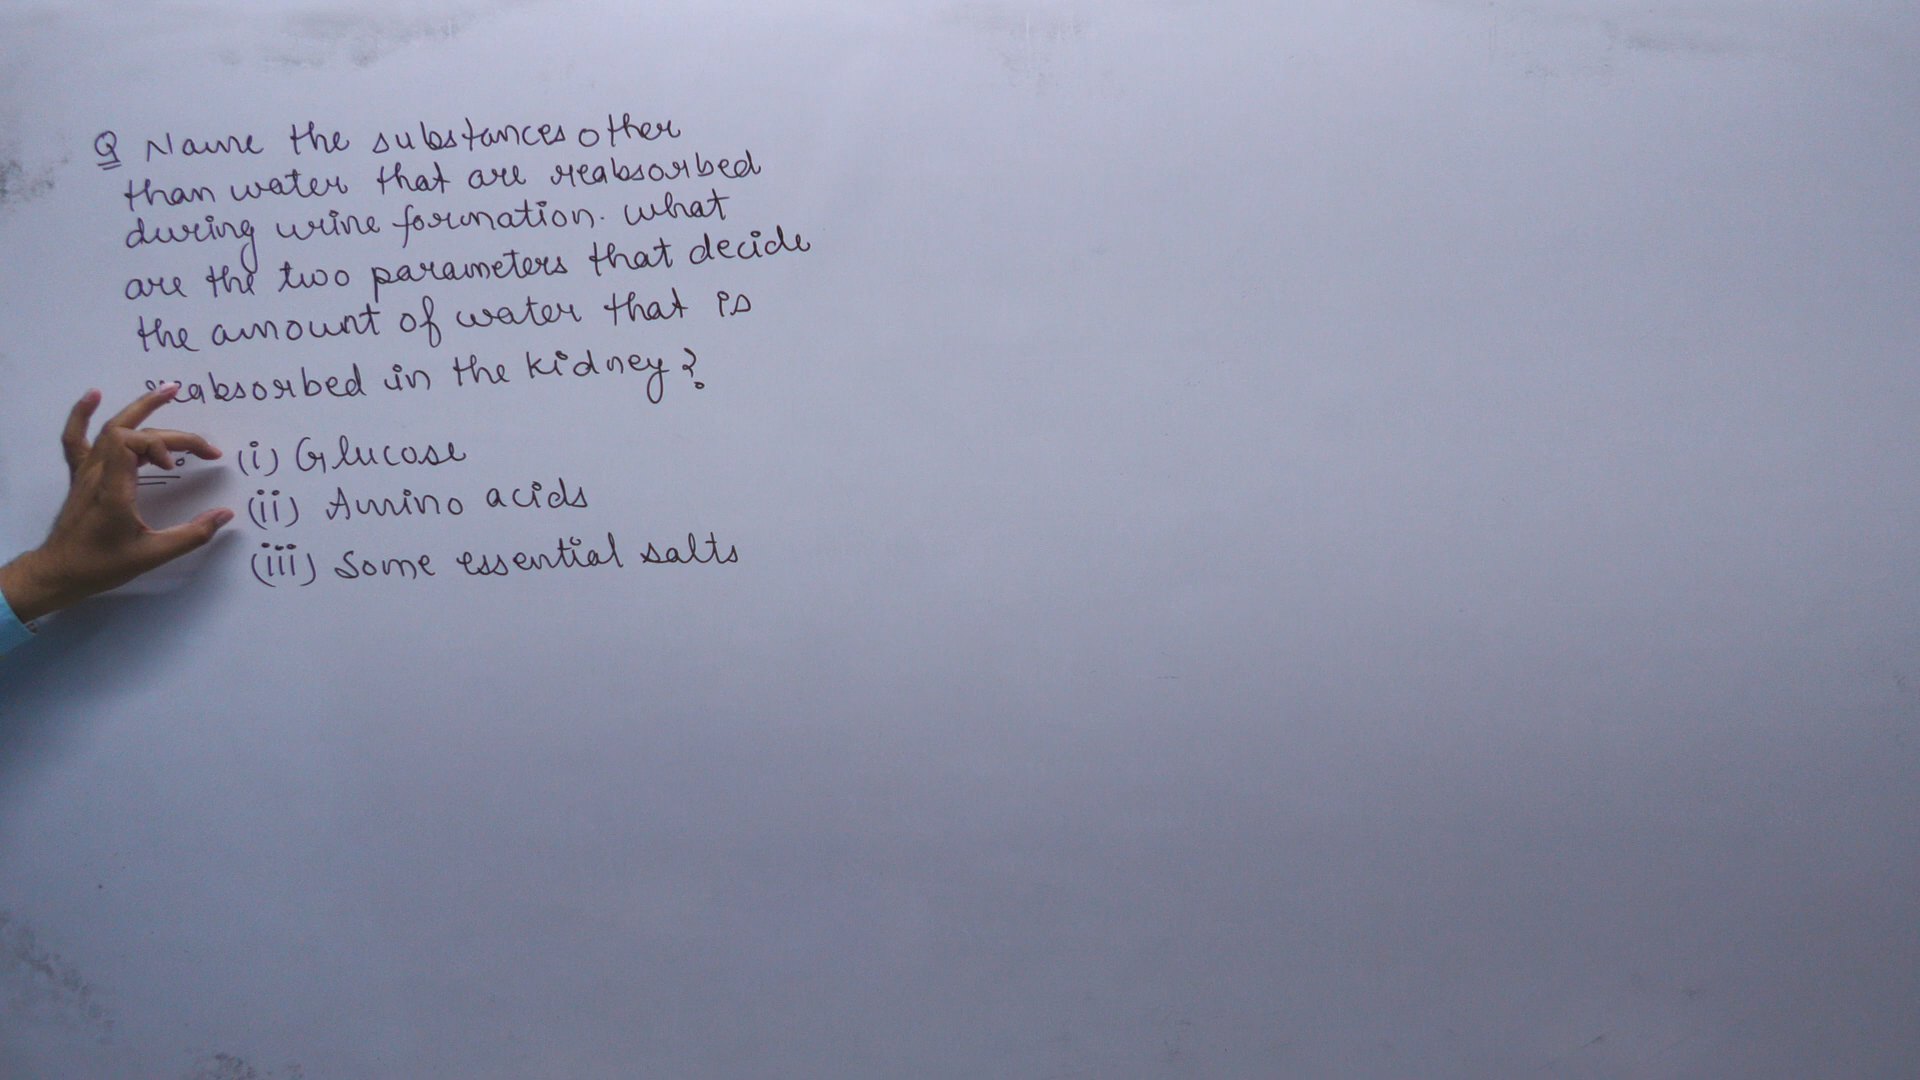 Q Name the substances other
than water that are reabsorbed
during urine formation. What
are the two parameters that decide
the amount of water that is
reabsorbed in the kidney?
(i) Glucose
(ii) Amino acids
(iii) Some essential salts